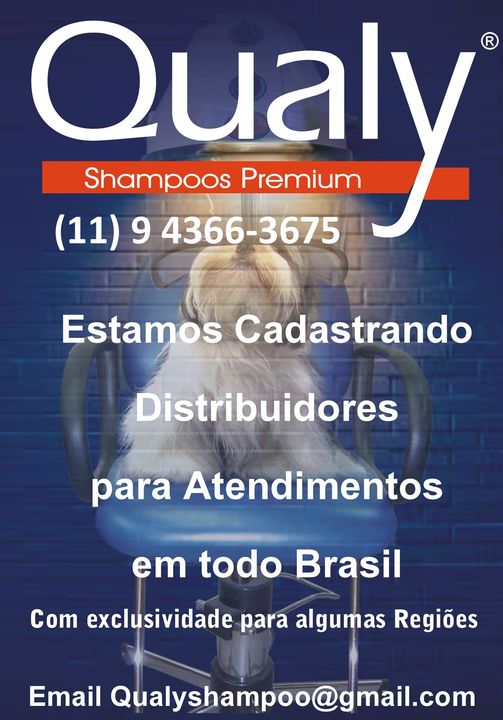 Qualy®
Shampoos Premium
(11) 9 4366-3675
Estamos Cadastrando
Distribuidores
para Atendimentos
em todo Brasil
Com exclusividade para algumas Regiões
Email Qualyshampoo@gmail.com